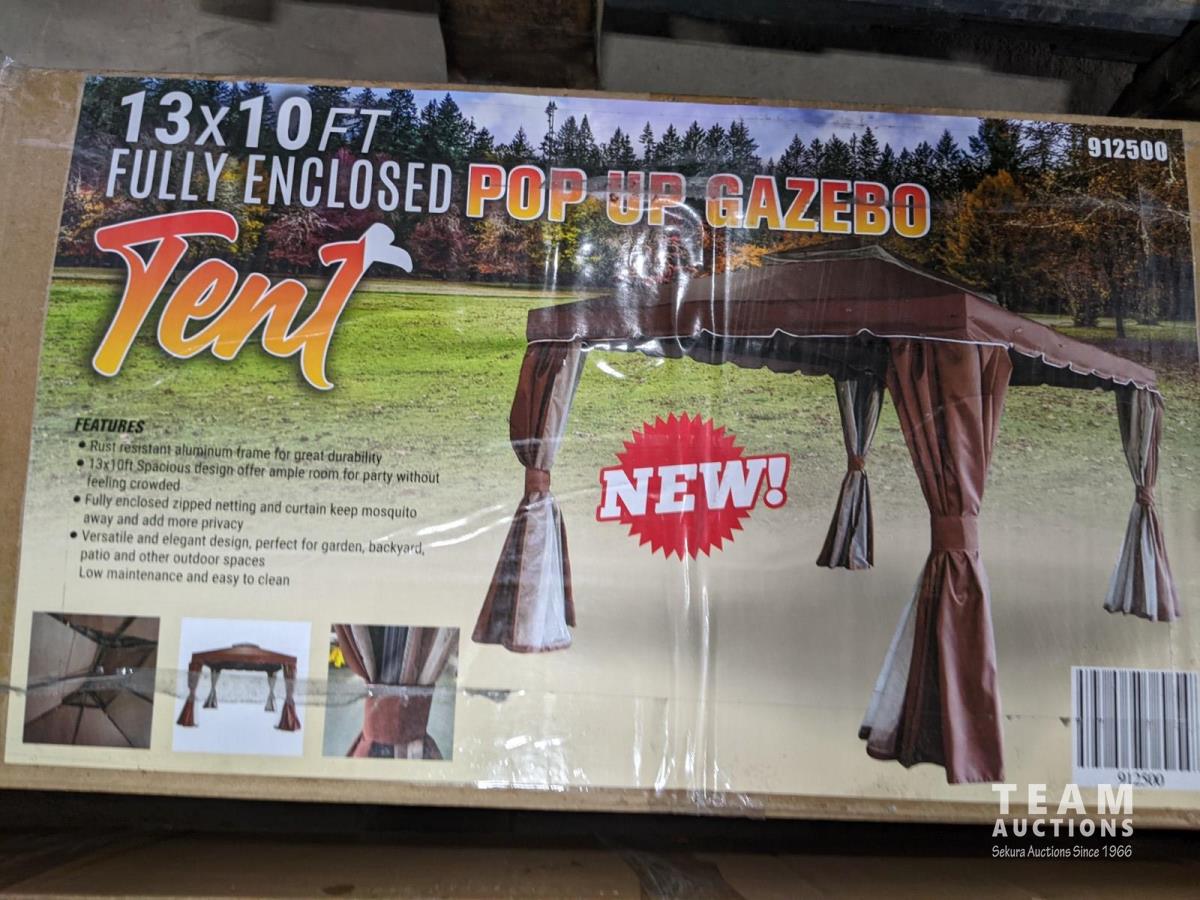 13x10FT
912500
FULLY ENCLOSED POP UP GAZEBO
Tent
FEATURES
● Rust resistant aluminum frame for great durability
● 13x10ft Spacious design offer ample room for party without
feeling crowded
● Fully enclosed zipped netting and curtain keep mosquito
away and add more privacy
● Versatile and elegant design, perfect for garden, backyard,
patio and other outdoor spaces
Low maintenance and easy to clean
NEW!
912500
TEAM
AUCTIONS
Sekura Auctions Since 1966